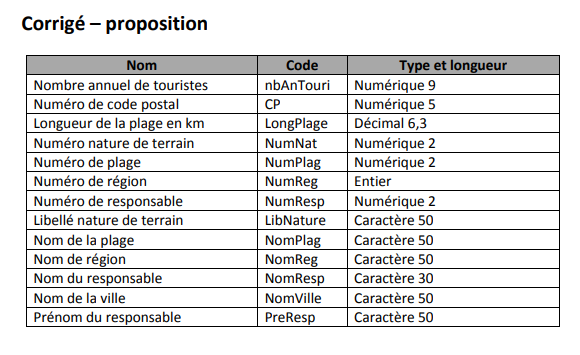 Corrigé – proposition
Nom Code Type et longueur
Nombre annuel de touristes nbAnTouri Numérique 9
Numéro de code postal CP Numérique 5
Longueur de la plage en km LongPlage Décimal 6,3
Numéro nature de terrain NumNat Numérique 2
Numéro de plage NumPlag Numérique 2
Numéro de région NumReg Entier
Numéro de responsable NumResp Numérique 2
Libellé nature de terrain LibNature Caractère 50
Nom de la plage NomPlag Caractère 50
Nom de région NomReg Caractère 50
Nom du responsable NomResp Caractère 30
Nom de la ville NomVille Caractère 50
Prénom du responsable PreResp Caractère 50